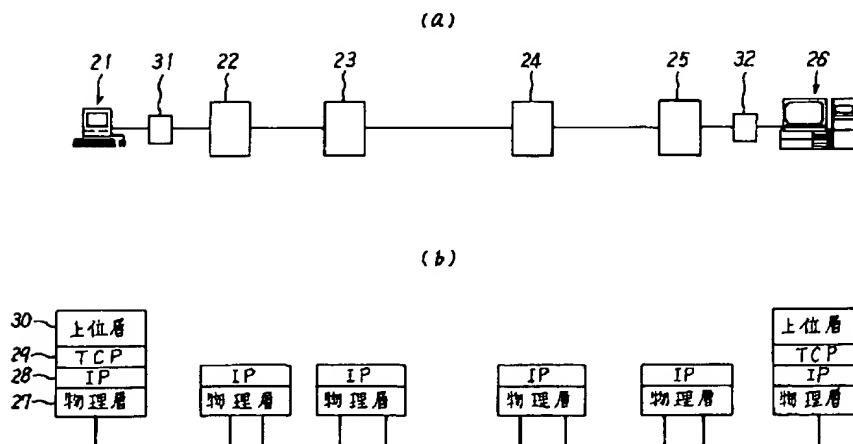 (a)
21 31 22 23 24 25 32 26
(b)
30 上位層 上位層
29 TCP TCP
28 IP IP IP IP IP IP
27 物理層 物理層 物理層 物理層 物理層 物理層